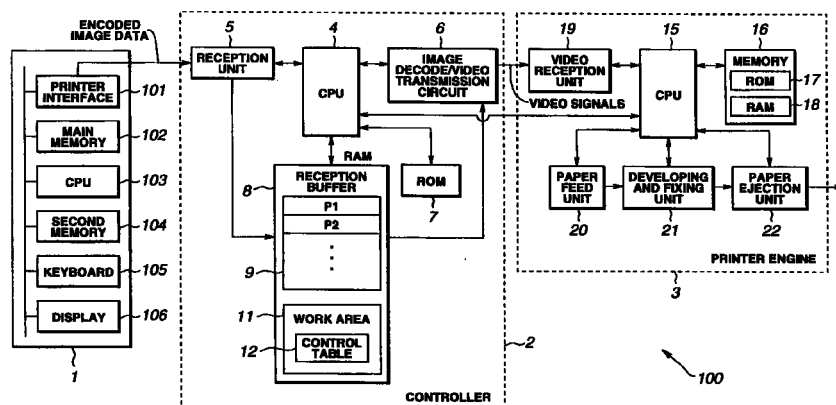 ENCODED
IMAGE DATA
5
4
6
19
15
16
RECEPTION
UNIT
CPU
IMAGE
DECODE/VIDEO
TRANSMISSION
CIRCUIT
VIDEO
RECEPTION
UNIT
CPU
MEMORY
ROM
17
RAM
18
VIDEO SIGNALS
PRINTER
INTERFACE
101
MAIN
MEMORY
102
CPU
103
SECOND
MEMORY
104
KEYBOARD
105
DISPLAY
106
1
RAM
8
RECEPTION
BUFFER
P1
P2
9
ROM
7
11
WORK AREA
12
CONTROL
TABLE
CONTROLLER
2
PAPER
FEED
UNIT
20
DEVELOPING
AND FIXING
UNIT
21
PAPER
EJECTION
UNIT
22
PRINTER ENGINE
3
100